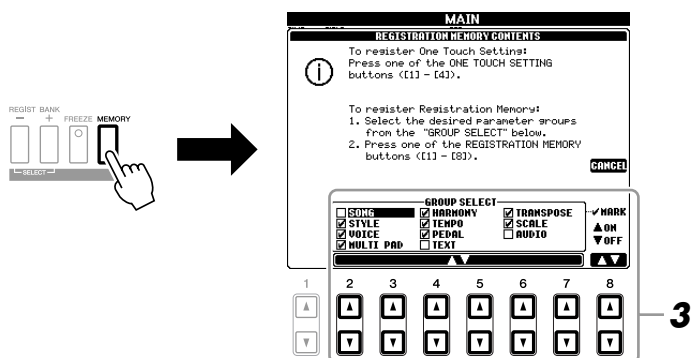 MAIN
REGISTRATION MEMORY CONTENTS
To register One Touch Setting:
Press one of the ONE TOUCH SETTING
buttons ([1] – [4]).
To register Registration Memory:
1. Select the desired parameter groups
from the "GROUP SELECT" below.
2. Press one of the REGISTRATION MEMORY
buttons ([1] – [8]).
CANCEL
REGIST BANK
− +
FREEZE
MEMORY
SELECT
GROUP SELECT
SONG HARMONY TRANSPOSE
STYLE TEMPO SCALE
VOICE PEDAL AUDIO
MULTI PAD TEXT
MARK
▲ON
▼OFF
1 2 3 4 5 6 7 8
3